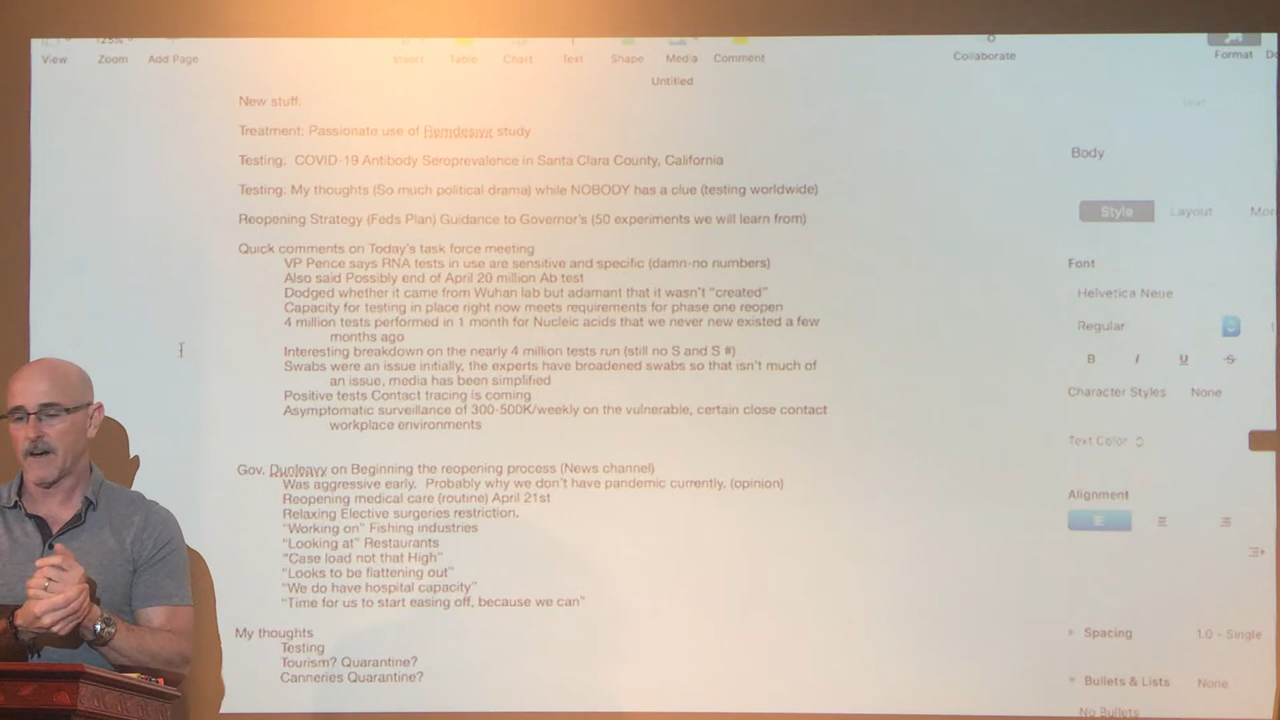 View
125%
Zoom
Add Page
Insert
Table
Chart
Text
Shape
Media
Comment
Collaborate
Format
Untitled
New stuff:
Treatment: Passionate use of Remdesivir study
Testing: COVID-19 Antibody Seroprevalence in Santa Clara County, California
Testing: My thoughts (So much political drama) while NOBODY has a clue (testing worldwide)
Reopening Strategy (Feds Plan) Guidance to Governor's (50 experiments we will learn from)
Quick comments on Today's task force meeting
VP Pence says RNA tests in use are sensitive and specific (damn-no numbers)
Also said Possibly end of April 20 million Ab test
Dodged whether it came from Wuhan lab but adamant that it wasn't "created"
Capacity for testing in place right now meets requirements for phase one reopen
4 million tests performed in 1 month for Nucleic acids that we never new existed a few
months ago
Interesting breakdown on the nearly 4 million tests run (still no S and S #)
Swabs were an issue initially, the experts have broadened swabs so that isn't much of
an issue, media has been simplified
Positive tests Contact tracing is coming
Asymptomatic surveillance of 300-500K/weekly on the vulnerable, certain close contact
workplace environments
Gov. Dunleavy on Beginning the reopening process (News channel)
Was aggressive early. Probably why we don't have pandemic currently. (opinion)
Reopening medical care (routine) April 21st
Relaxing Elective surgeries restriction.
"Working on" Fishing industries
"Looking at" Restaurants
"Case load not that High"
"Looks to be flattening out"
"We do have hospital capacity"
"Time for us to start easing off, because we can"
My thoughts
Testing
Tourism? Quarantine?
Canneries Quarantine?
Text
Body
Style
Layout
Font
Helvetica Neue
Regular
B I U S
Character Styles None
Text Color
Alignment
Spacing 1.0 - Single
Bullets & Lists None
No Bullets